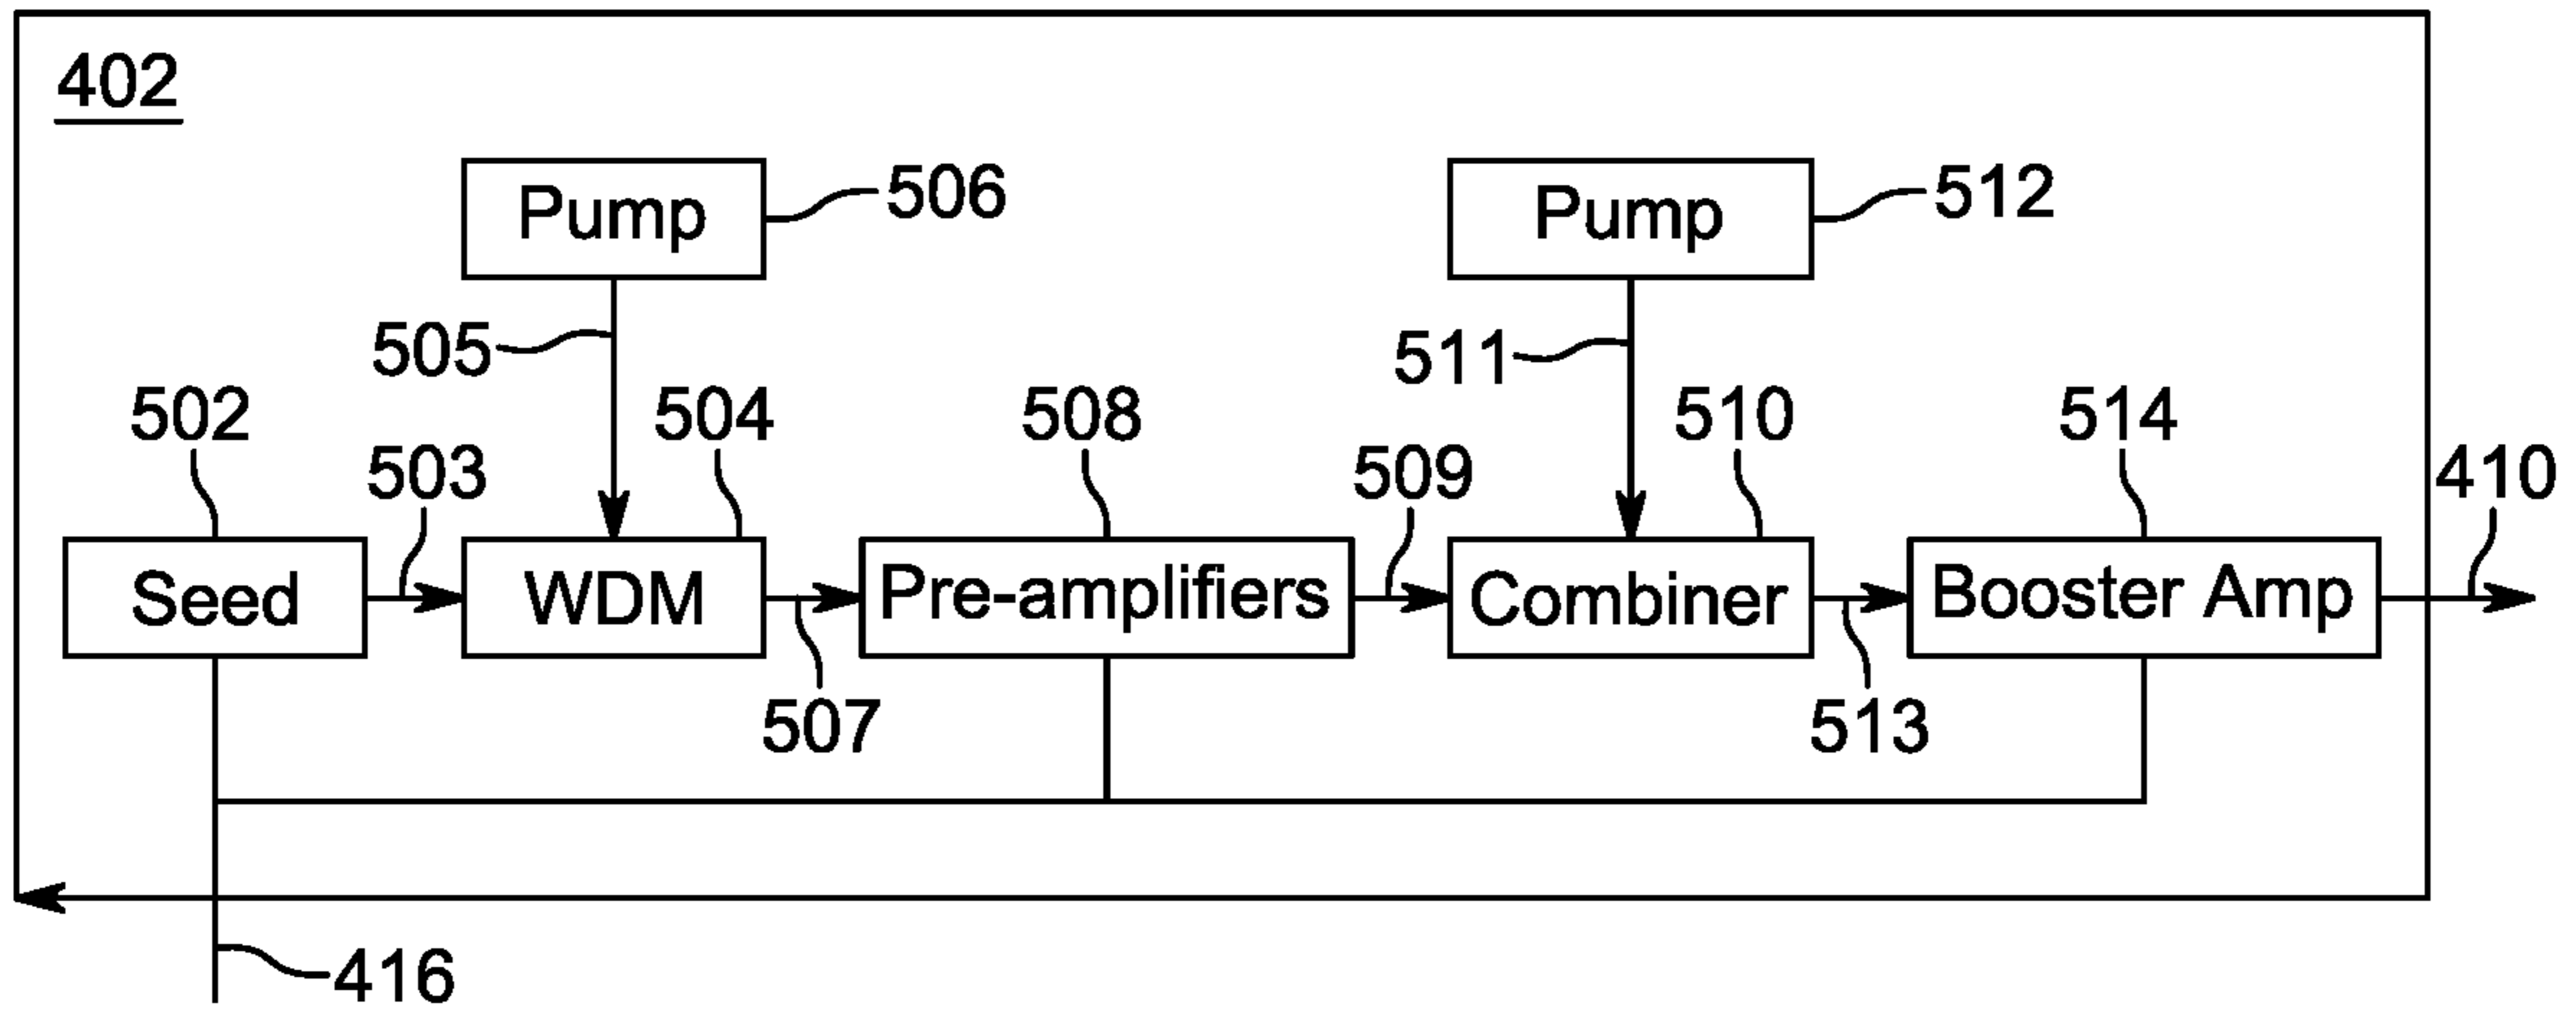 402
Pump
506
Pump
512
505
511
502
504
508
510
514
503
509
410
Seed
WDM
Pre-amplifiers
Combiner
Booster Amp
507
513
416